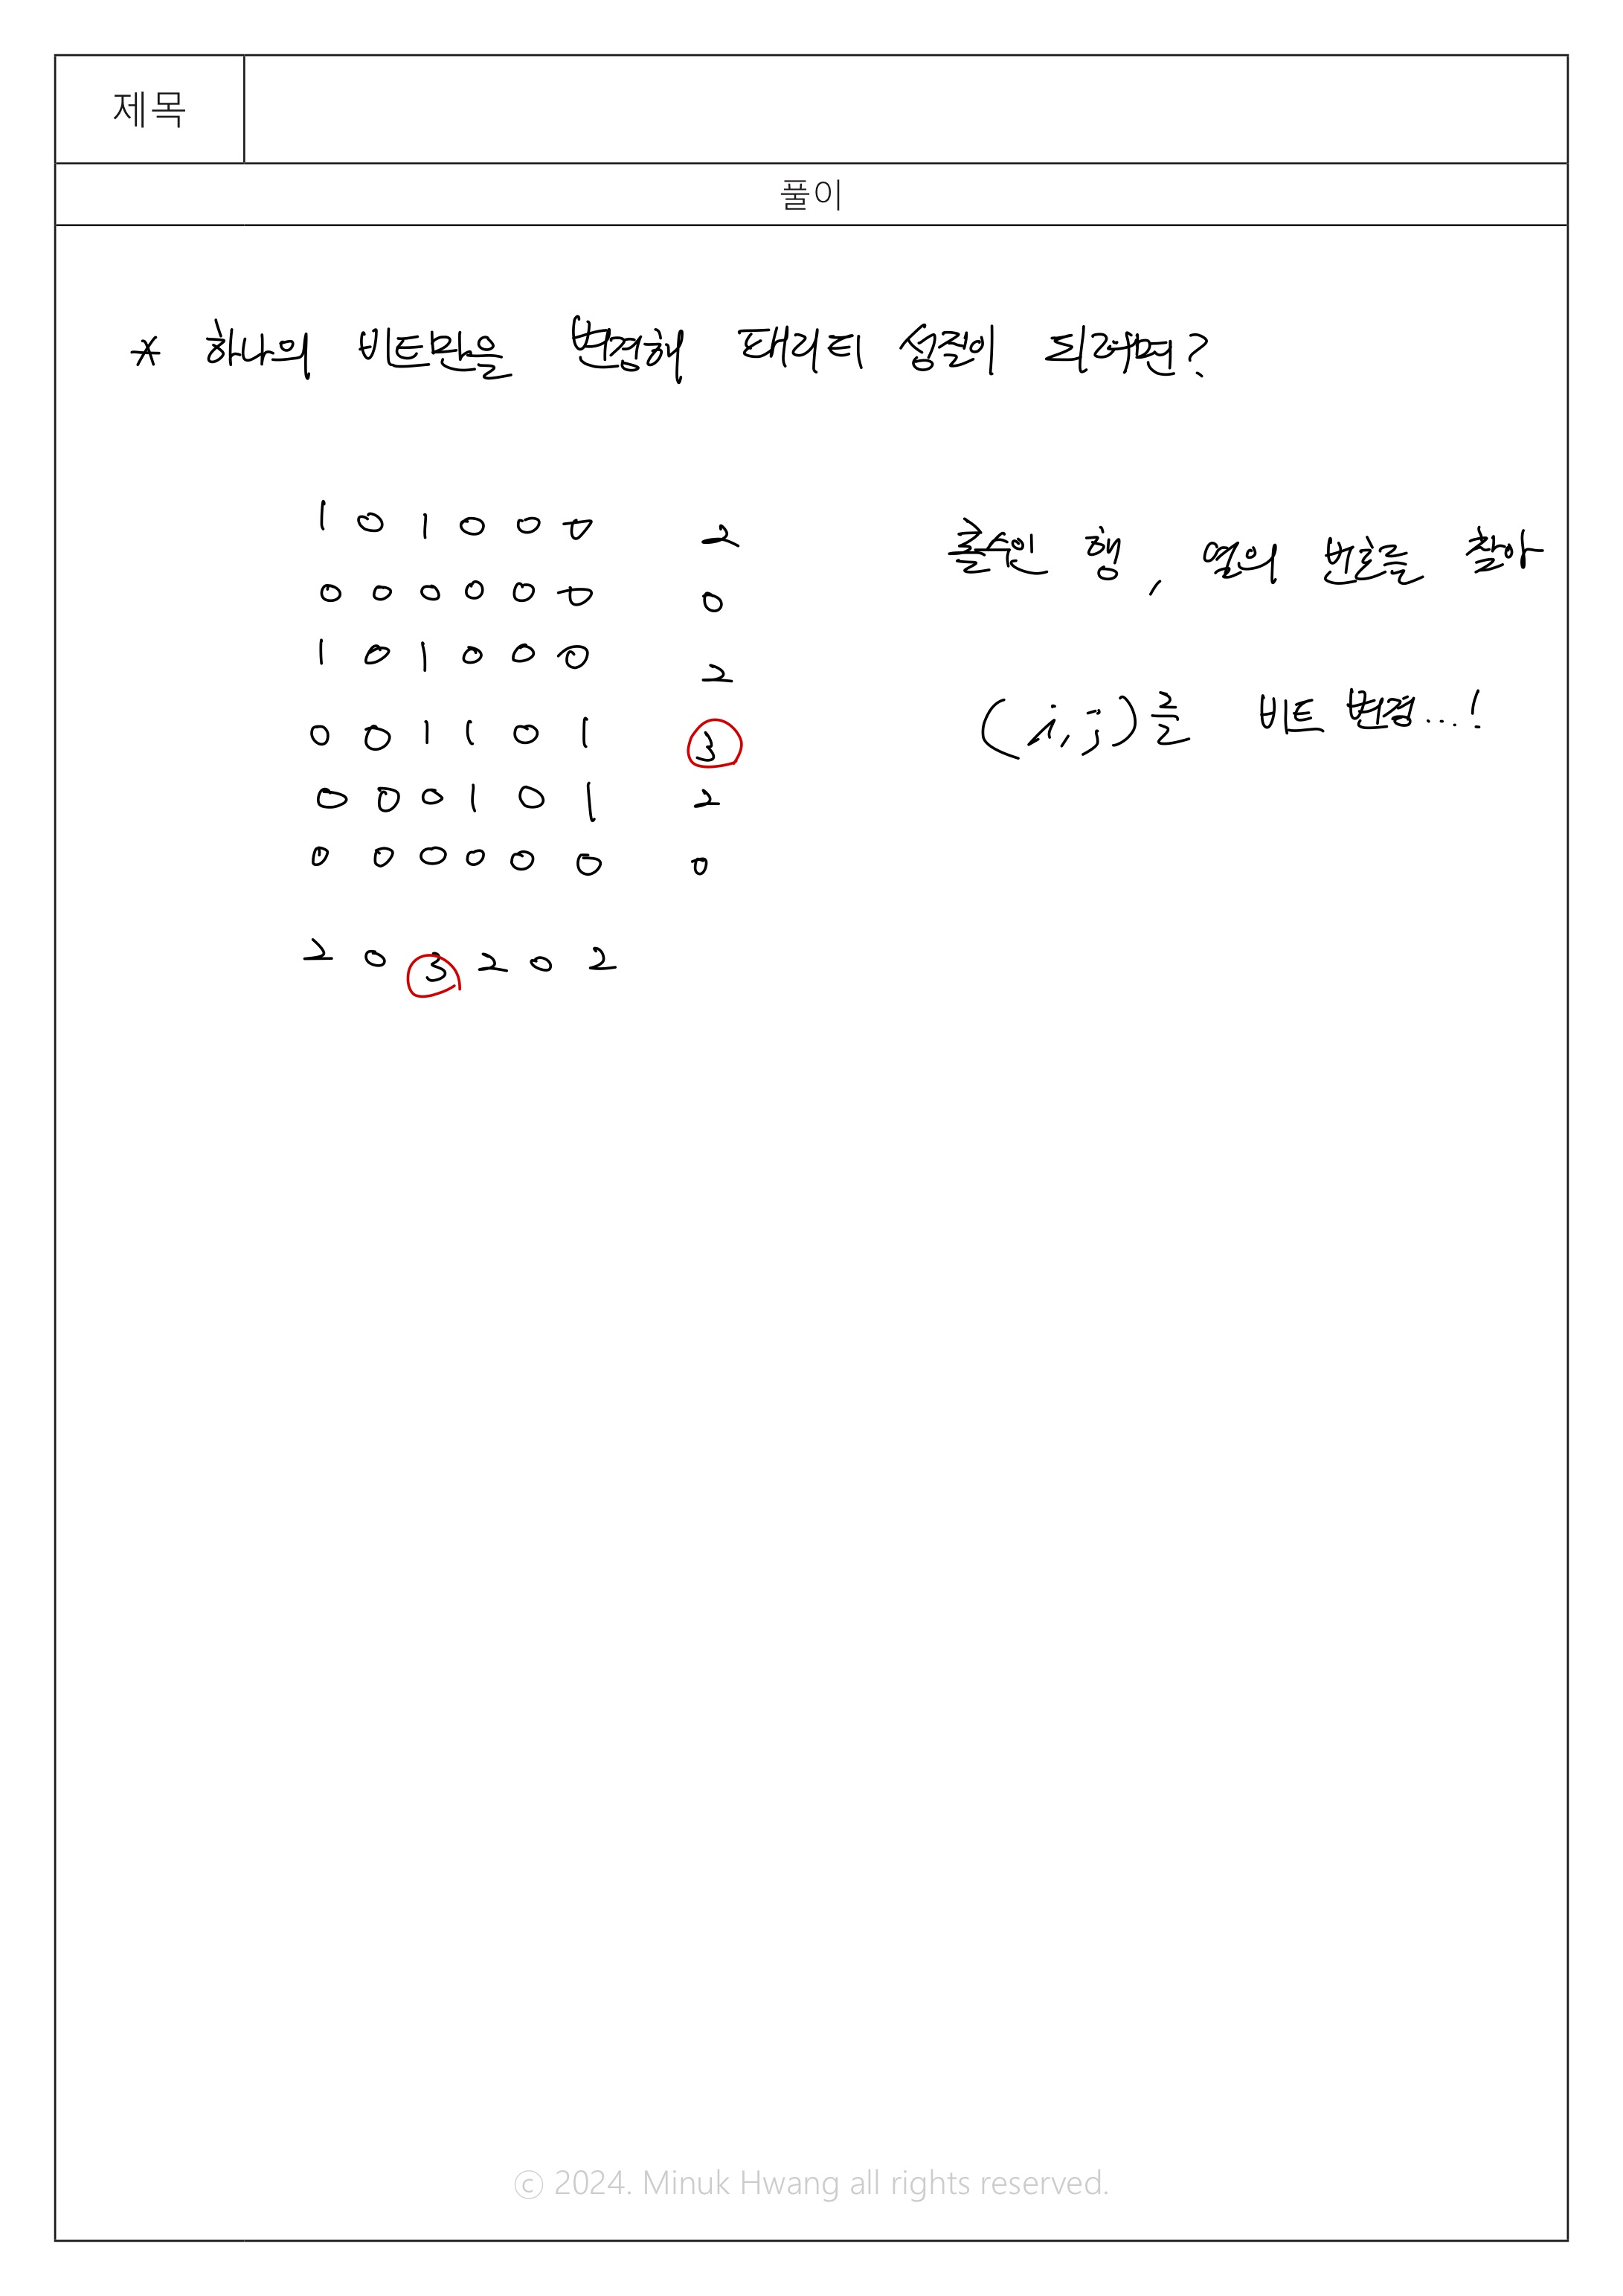 제목
풀이
* 하나의 비트만을 변경해 패리티 성질이 되려면?
1 0 1 0 0 0 2
0 0 0 0 0 0 0
1 0 1 0 0 0 2
0 0 1 1 0 1 3
0 0 0 1 0 1 2
0 0 0 0 0 0 0
2 0 3 2 0 2
홀수인 행, 열의 번호를 찾아
(i, j)를 비트 변경...!
ⓒ 2024. Minuk Hwang all rights reserved.